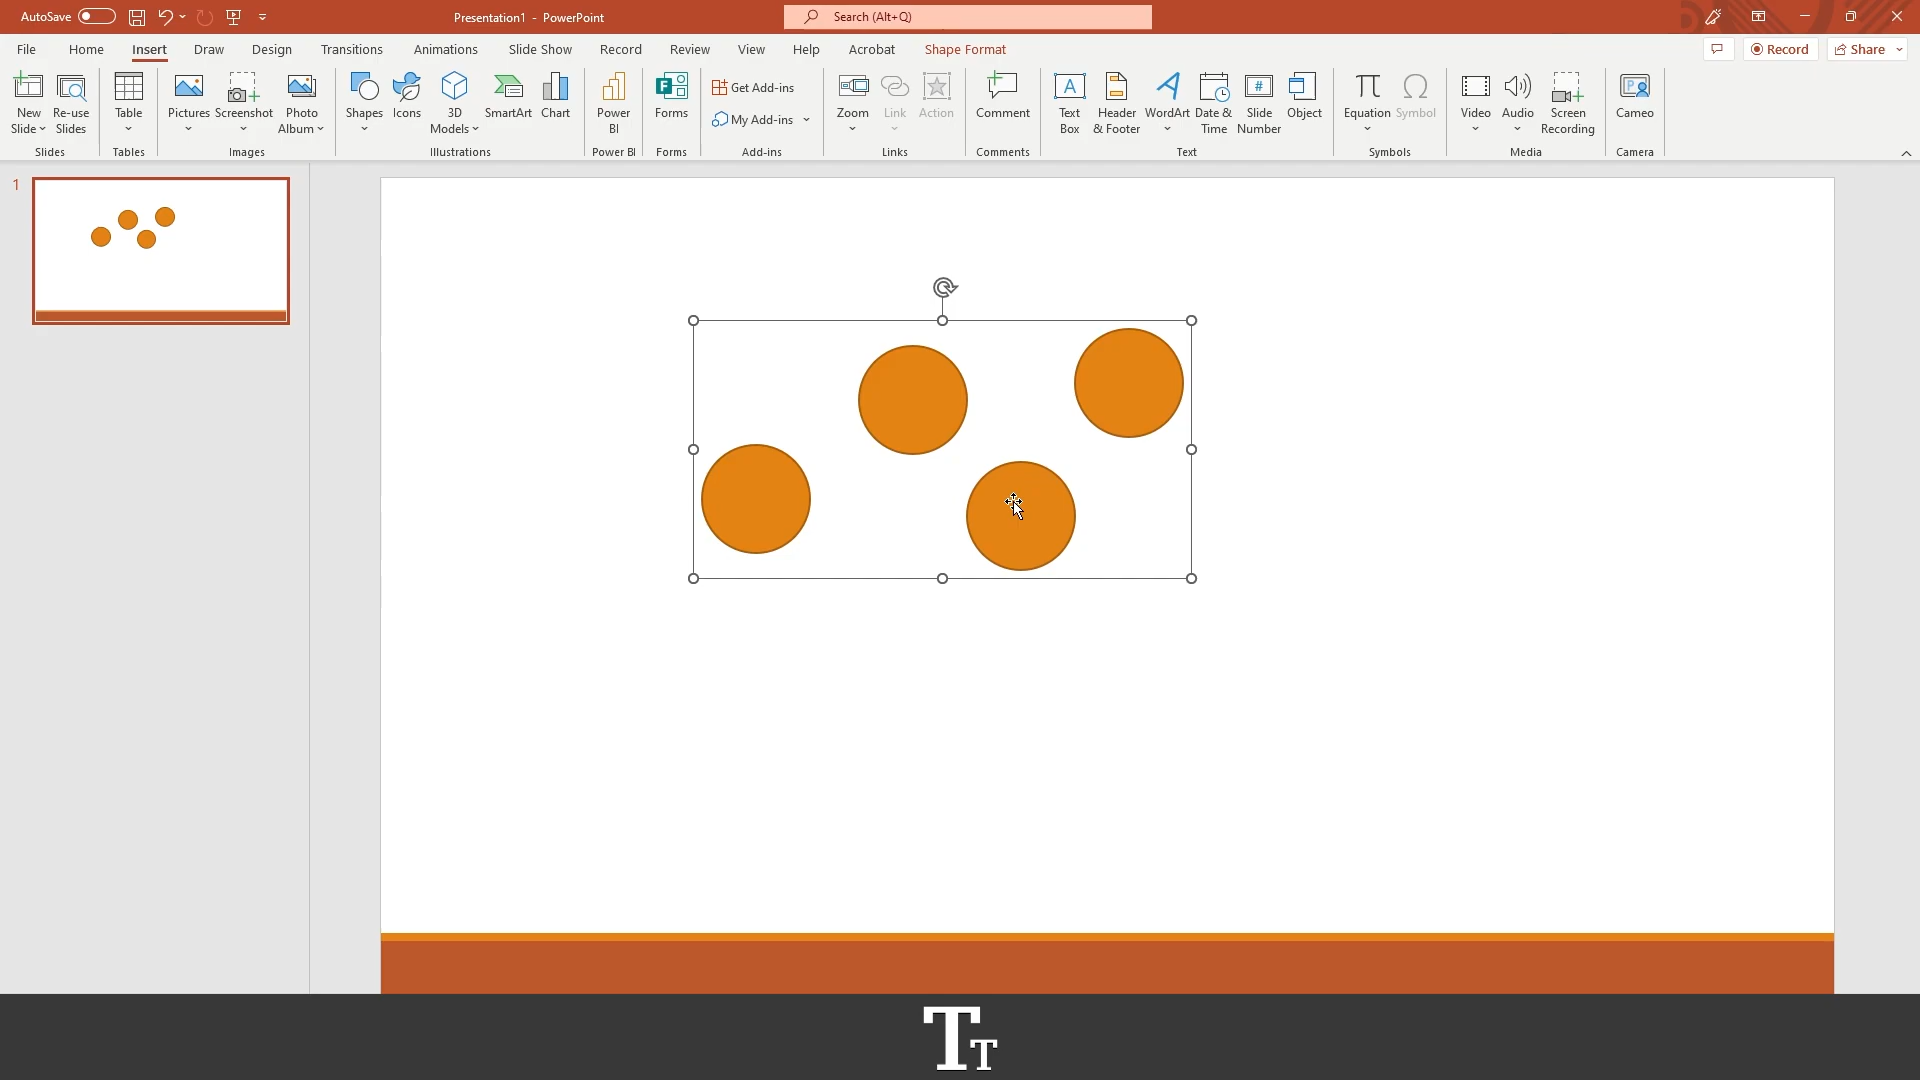 AutoSave
Presentation1 - PowerPoint
Search (Alt+Q)
File Home Insert Draw Design Transitions Animations Slide Show Record Review View Help Acrobat Shape Format
Record
Share
New Slide
Re-use Slides
Slides
Table
Tables
Pictures
Screenshot
Photo Album
Images
Shapes
Icons
3D Models
SmartArt
Chart
Illustrations
Power BI
Power BI
Forms
Forms
Get Add-ins
My Add-ins
Add-ins
Zoom
Link
Action
Links
Comment
Comments
Text Box
Header & Footer
WordArt
Date & Time
Slide Number
Object
Text
Equation
Symbol
Symbols
Video
Audio
Screen Recording
Media
Cameo
Camera
1
TT